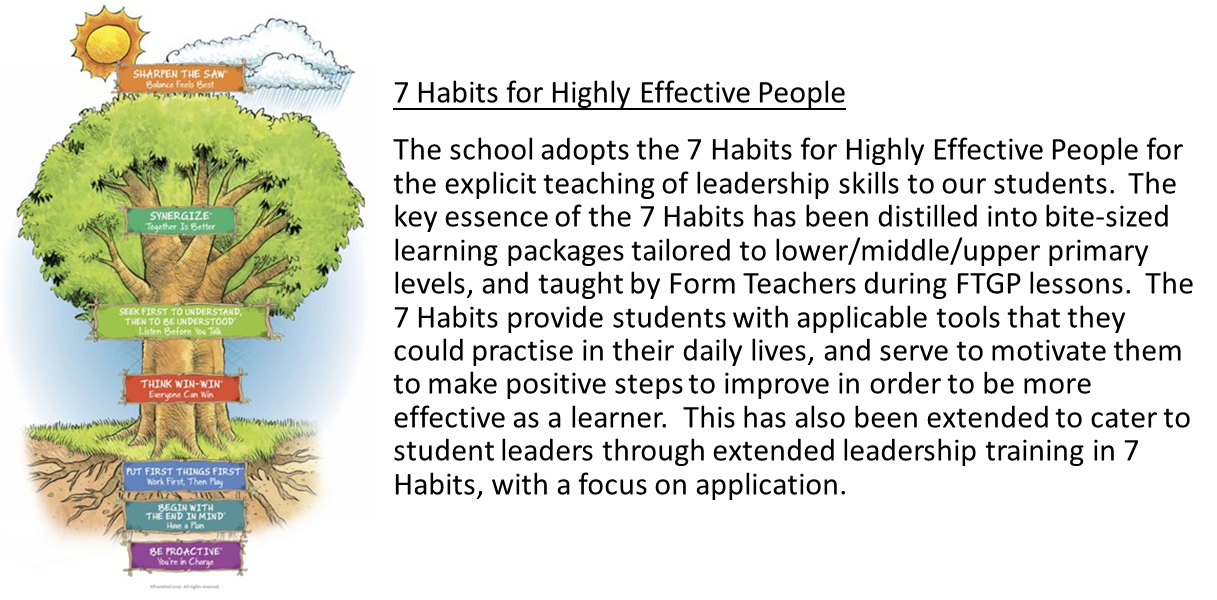 SHARPEN THE SAW®
Balance Feels Best
SYNERGIZE®
Together Is Better
SEEK FIRST TO UNDERSTAND,
THEN TO BE UNDERSTOOD®
Listen Before You Talk
THINK WIN-WIN®
Everyone Can Win
PUT FIRST THINGS FIRST®
Work First, Then Play
BEGIN WITH
THE END IN MIND®
Have a Plan
BE PROACTIVE®
You're in Charge
©FranklinCovey. All rights reserved.
7 Habits for Highly Effective People
The school adopts the 7 Habits for Highly Effective People for
the explicit teaching of leadership skills to our students. The
key essence of the 7 Habits has been distilled into bite-sized
learning packages tailored to lower/middle/upper primary
levels, and taught by Form Teachers during FTGP lessons. The
7 Habits provide students with applicable tools that they
could practise in their daily lives, and serve to motivate them
to make positive steps to improve in order to be more
effective as a learner. This has also been extended to cater to
student leaders through extended leadership training in 7
Habits, with a focus on application.